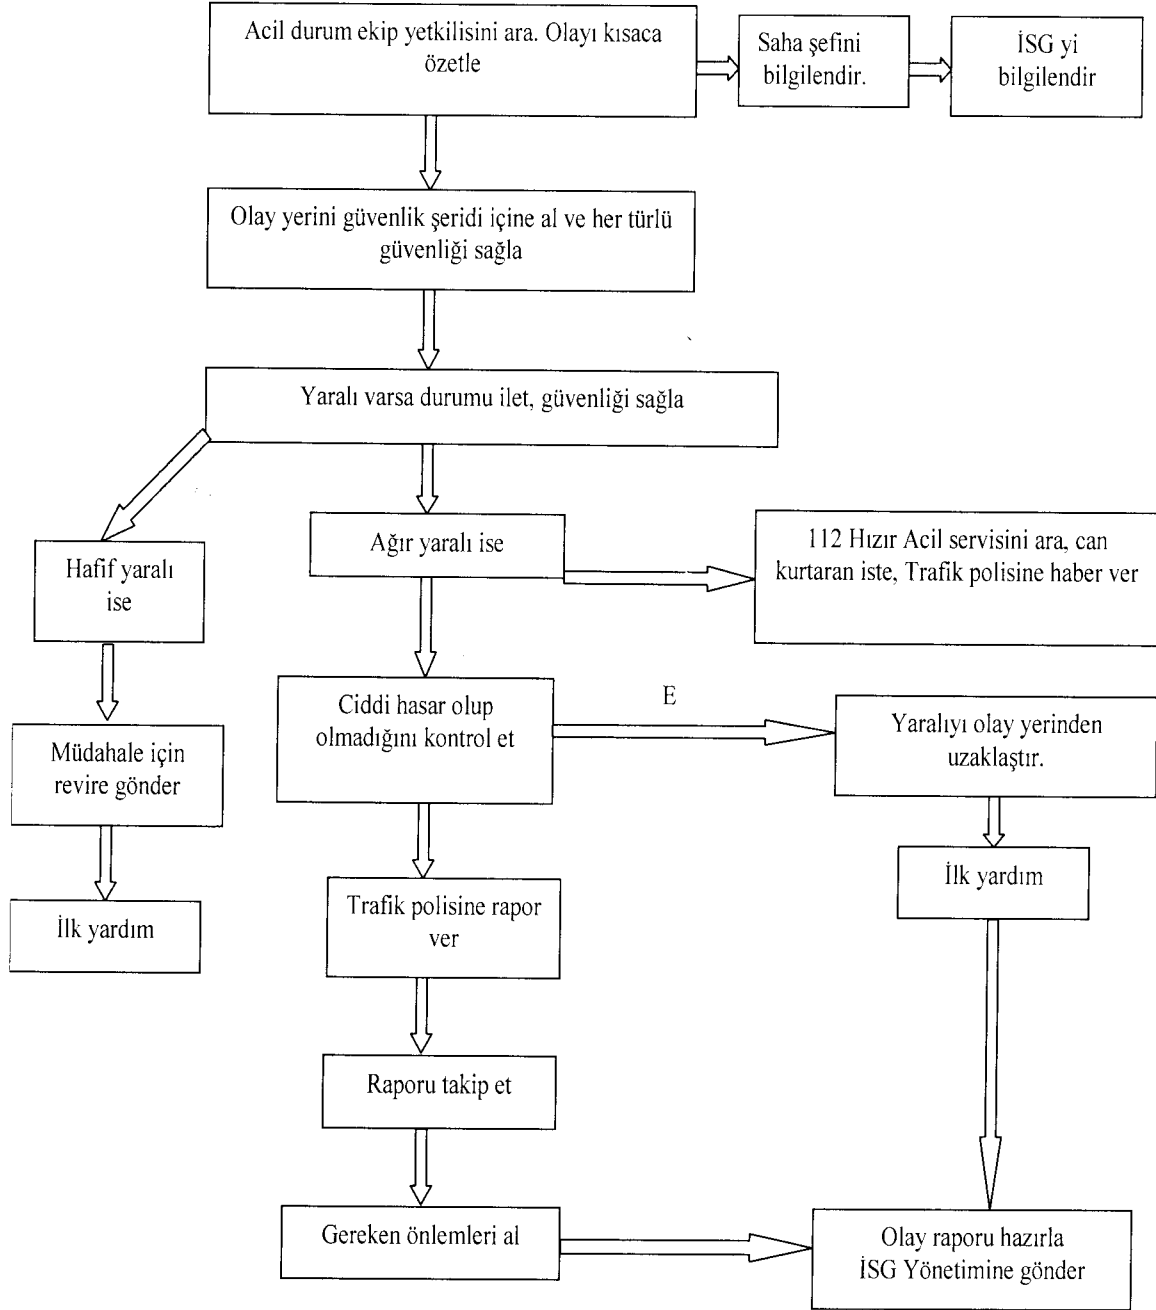 Acil durum ekip yetkilisini ara. Olayı kısaca
özetle
Saha şefini
bilgilendir.
İSG yi
bilgilendir
Olay yerini güvenlik şeridi içine al ve her türlü
güvenliği sağla
Yaralı varsa durumu ilet, güvenliği sağla
Hafif yaralı
ise
Ağır yaralı ise
112 Hızır Acil servisini ara, can
kurtaran iste, Trafik polisine haber ver
Müdahale için
revire gönder
Ciddi hasar olup
olmadığını kontrol et
E
Yaralıyı olay yerinden
uzaklaştır.
İlk yardım
Trafik polisine rapor
ver
İlk yardım
Raporu takip et
Gereken önlemleri al
Olay raporu hazırla
İSG Yönetimine gönder